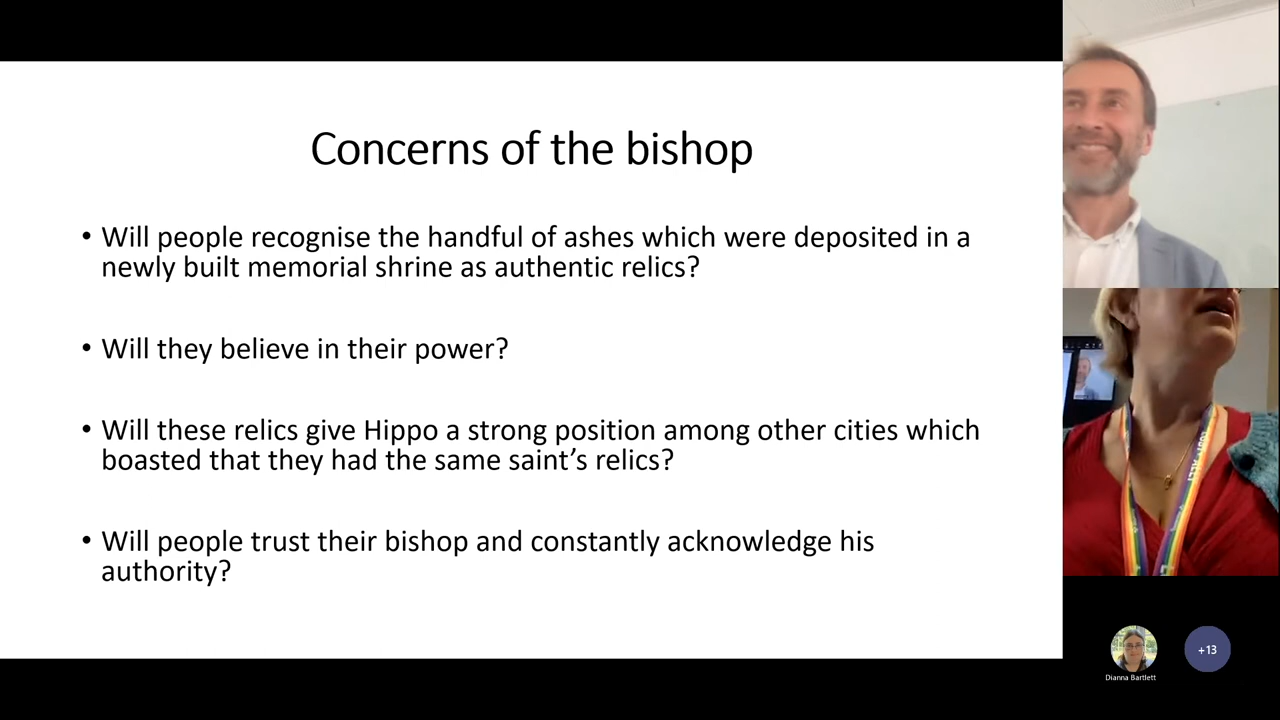 Concerns of the bishop
• Will people recognise the handful of ashes which were deposited in a
newly built memorial shrine as authentic relics?
• Will they believe in their power?
• Will these relics give Hippo a strong position among other cities which
boasted that they had the same saint’s relics?
• Will people trust their bishop and constantly acknowledge his
authority?
Dianna Bartlett
+13